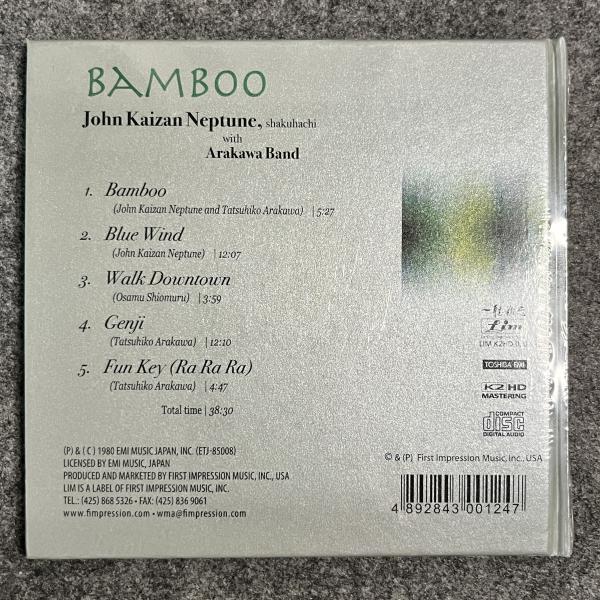 BAMBOO
John Kaizan Neptune, shakuhachi
with
Arakawa Band
1. Bamboo
(John Kaizan Neptune and Tatsuhiko Arakawa) | 5:27
2. Blue Wind
(John Kaizan Neptune) | 12:07
3. Walk Downtown
(Osamu Shiomuru) | 3:59
4. Genji
(Tatsuhiko Arakawa) | 12:10
5. Fun Key (Ra Ra Ra)
(Tatsuhiko Arakawa) | 4:47
Total time | 38:30
fim
LIM K2HD
TOSHIBA EMI
K2 HD
MASTERING
COMPACT
disc
DIGITAL AUDIO
(P) & (C) 1980 EMI MUSIC JAPAN, INC. (ETJ-85008)
LICENSED BY EMI MUSIC, JAPAN
PRODUCED AND MARKETED BY FIRST IMPRESSION MUSIC, INC., USA
LIM IS A LABEL OF FIRST IMPRESSION MUSIC, INC.
TEL.: (425) 868 5326 • FAX: (425) 836 9061
www.fimpression.com • wma@fimpression.com
© & (P) First Impression Music, Inc., USA
4 892843 001247